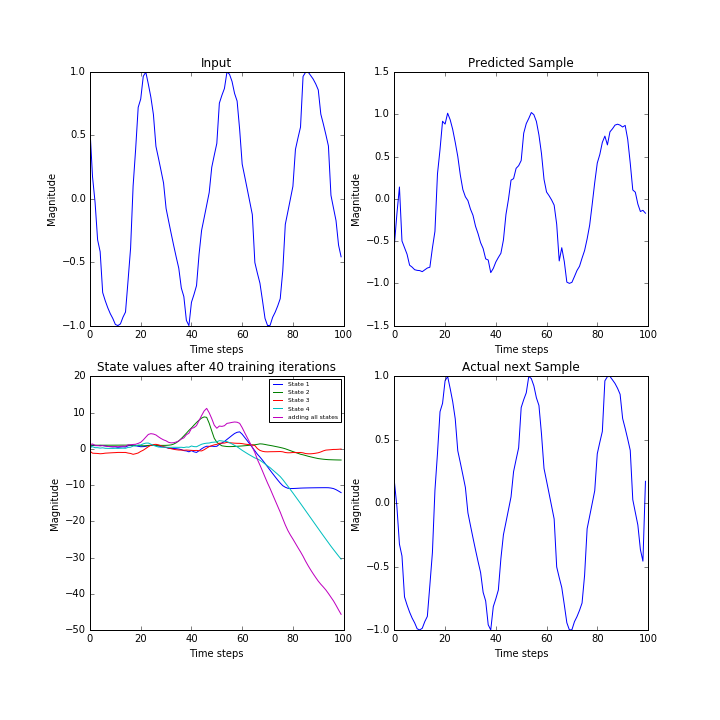 Input
1.0
0.5
0.0
−0.5
−1.0
Magnitude
0 20 40 60 80 100
Time steps
Predicted Sample
1.5
1.0
0.5
0.0
−0.5
−1.0
−1.5
Magnitude
0 20 40 60 80 100
Time steps
State values after 40 training iterations
20
10
0
−10
−20
−30
−40
−50
Magnitude
State 1
State 2
State 3
State 4
adding all states
0 20 40 60 80 100
Time steps
Actual next Sample
1.0
0.5
0.0
−0.5
−1.0
Magnitude
0 20 40 60 80 100
Time steps